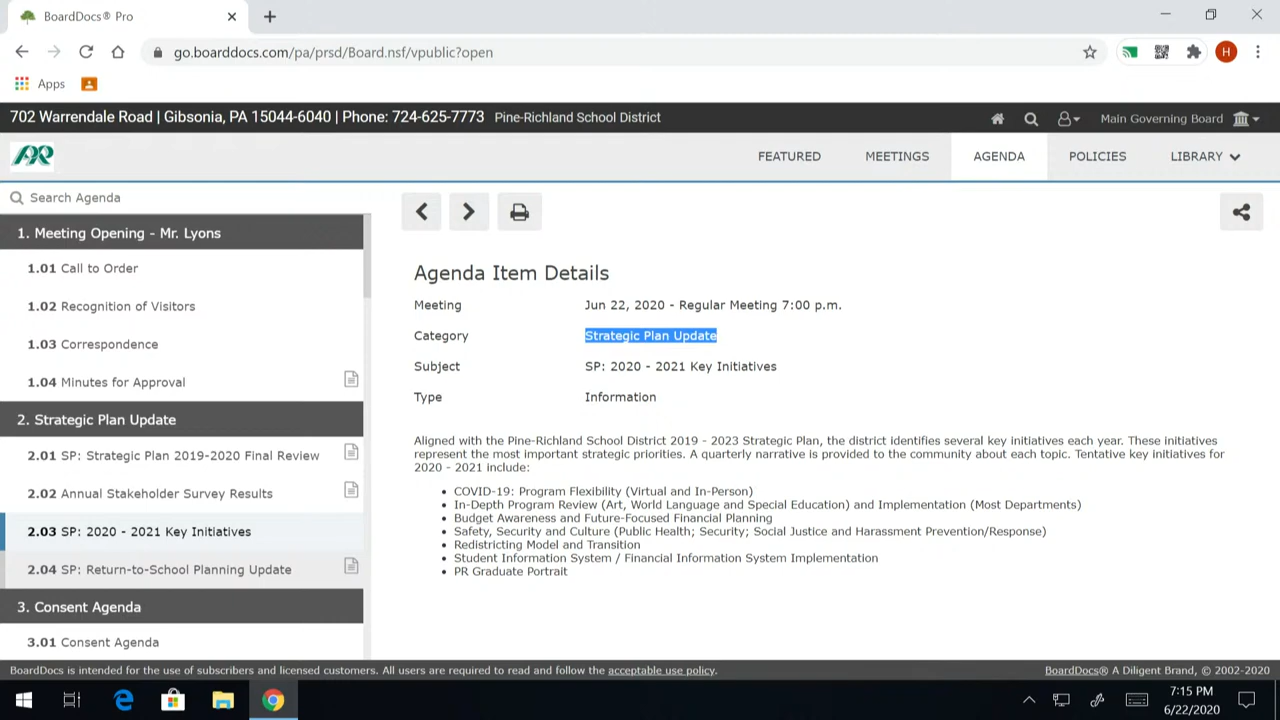 BoardDocs® Pro
go.boarddocs.com/pa/prsd/Board.nsf/vpublic?open
H
Apps
702 Warrendale Road | Gibsonia, PA 15044-6040 | Phone: 724-625-7773 Pine-Richland School District
Main Governing Board
PR
FEATURED MEETINGS AGENDA POLICIES LIBRARY
Search Agenda
1. Meeting Opening - Mr. Lyons
1.01 Call to Order
1.02 Recognition of Visitors
1.03 Correspondence
1.04 Minutes for Approval
2. Strategic Plan Update
2.01 SP: Strategic Plan 2019-2020 Final Review
2.02 Annual Stakeholder Survey Results
2.03 SP: 2020 - 2021 Key Initiatives
2.04 SP: Return-to-School Planning Update
3. Consent Agenda
3.01 Consent Agenda
Agenda Item Details
Meeting Jun 22, 2020 - Regular Meeting 7:00 p.m.
Category Strategic Plan Update
Subject SP: 2020 - 2021 Key Initiatives
Type Information
Aligned with the Pine-Richland School District 2019 - 2023 Strategic Plan, the district identifies several key initiatives each year. These initiatives
represent the most important strategic priorities. A quarterly narrative is provided to the community about each topic. Tentative key initiatives for
2020 - 2021 include:
• COVID-19: Program Flexibility (Virtual and In-Person)
• In-Depth Program Review (Art, World Language and Special Education) and Implementation (Most Departments)
• Budget Awareness and Future-Focused Financial Planning
• Safety, Security and Culture (Public Health; Security; Social Justice and Harassment Prevention/Response)
• Redistricting Model and Transition
• Student Information System / Financial Information System Implementation
• PR Graduate Portrait
BoardDocs is intended for the use of subscribers and licensed customers. All users are required to read and follow the acceptable use policy.
BoardDocs® A Diligent Brand, © 2002-2020
7:15 PM
6/22/2020